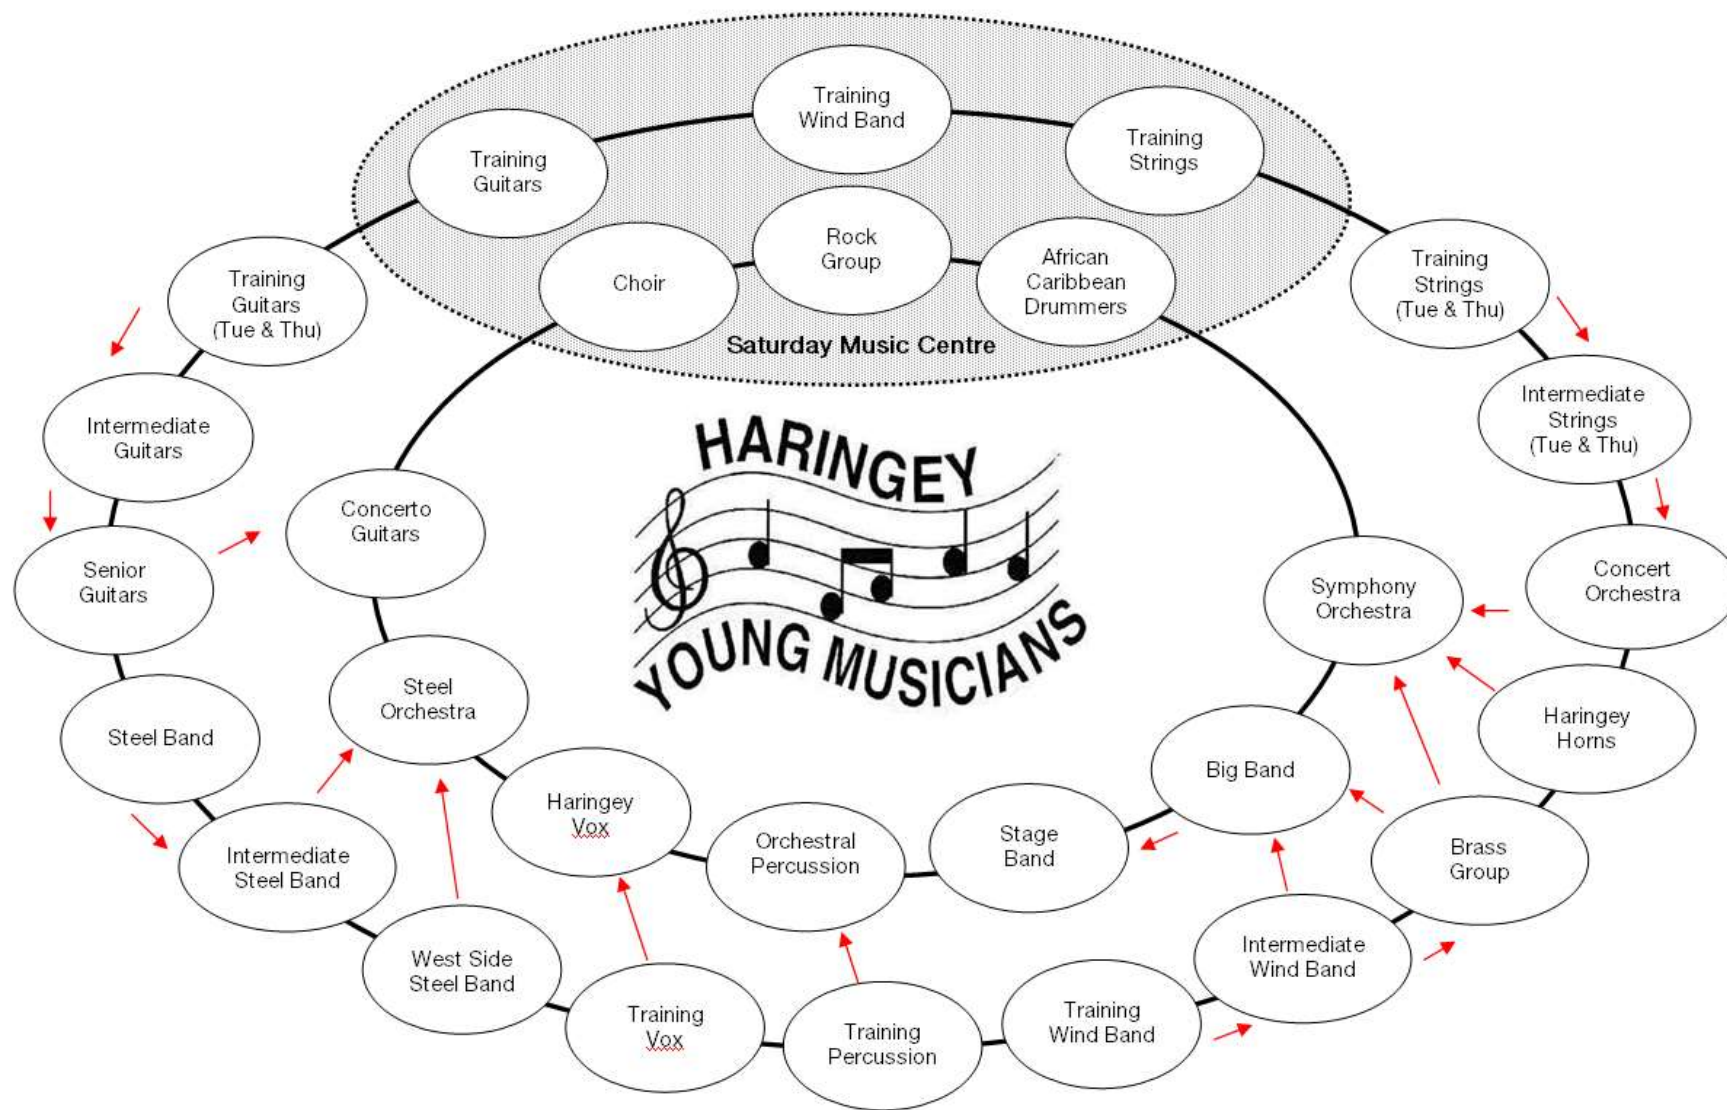 Training
Wind Band
Training
Guitars
Training
Strings
Choir
Rock
Group
African
Caribbean
Drummers
Saturday Music Centre
Training
Guitars
(Tue & Thu)
Training
Strings
(Tue & Thu)
Intermediate
Guitars
Intermediate
Strings
(Tue & Thu)
HARINGEY
YOUNG MUSICIANS
Concerto
Guitars
Senior
Guitars
Symphony
Orchestra
Concert
Orchestra
Steel
Orchestra
Steel Band
Haringey
Horns
Big Band
Haringey
Vox
Orchestral
Percussion
Stage
Band
Intermediate
Steel Band
Brass
Group
West Side
Steel Band
Intermediate
Wind Band
Training
Vox
Training
Percussion
Training
Wind Band